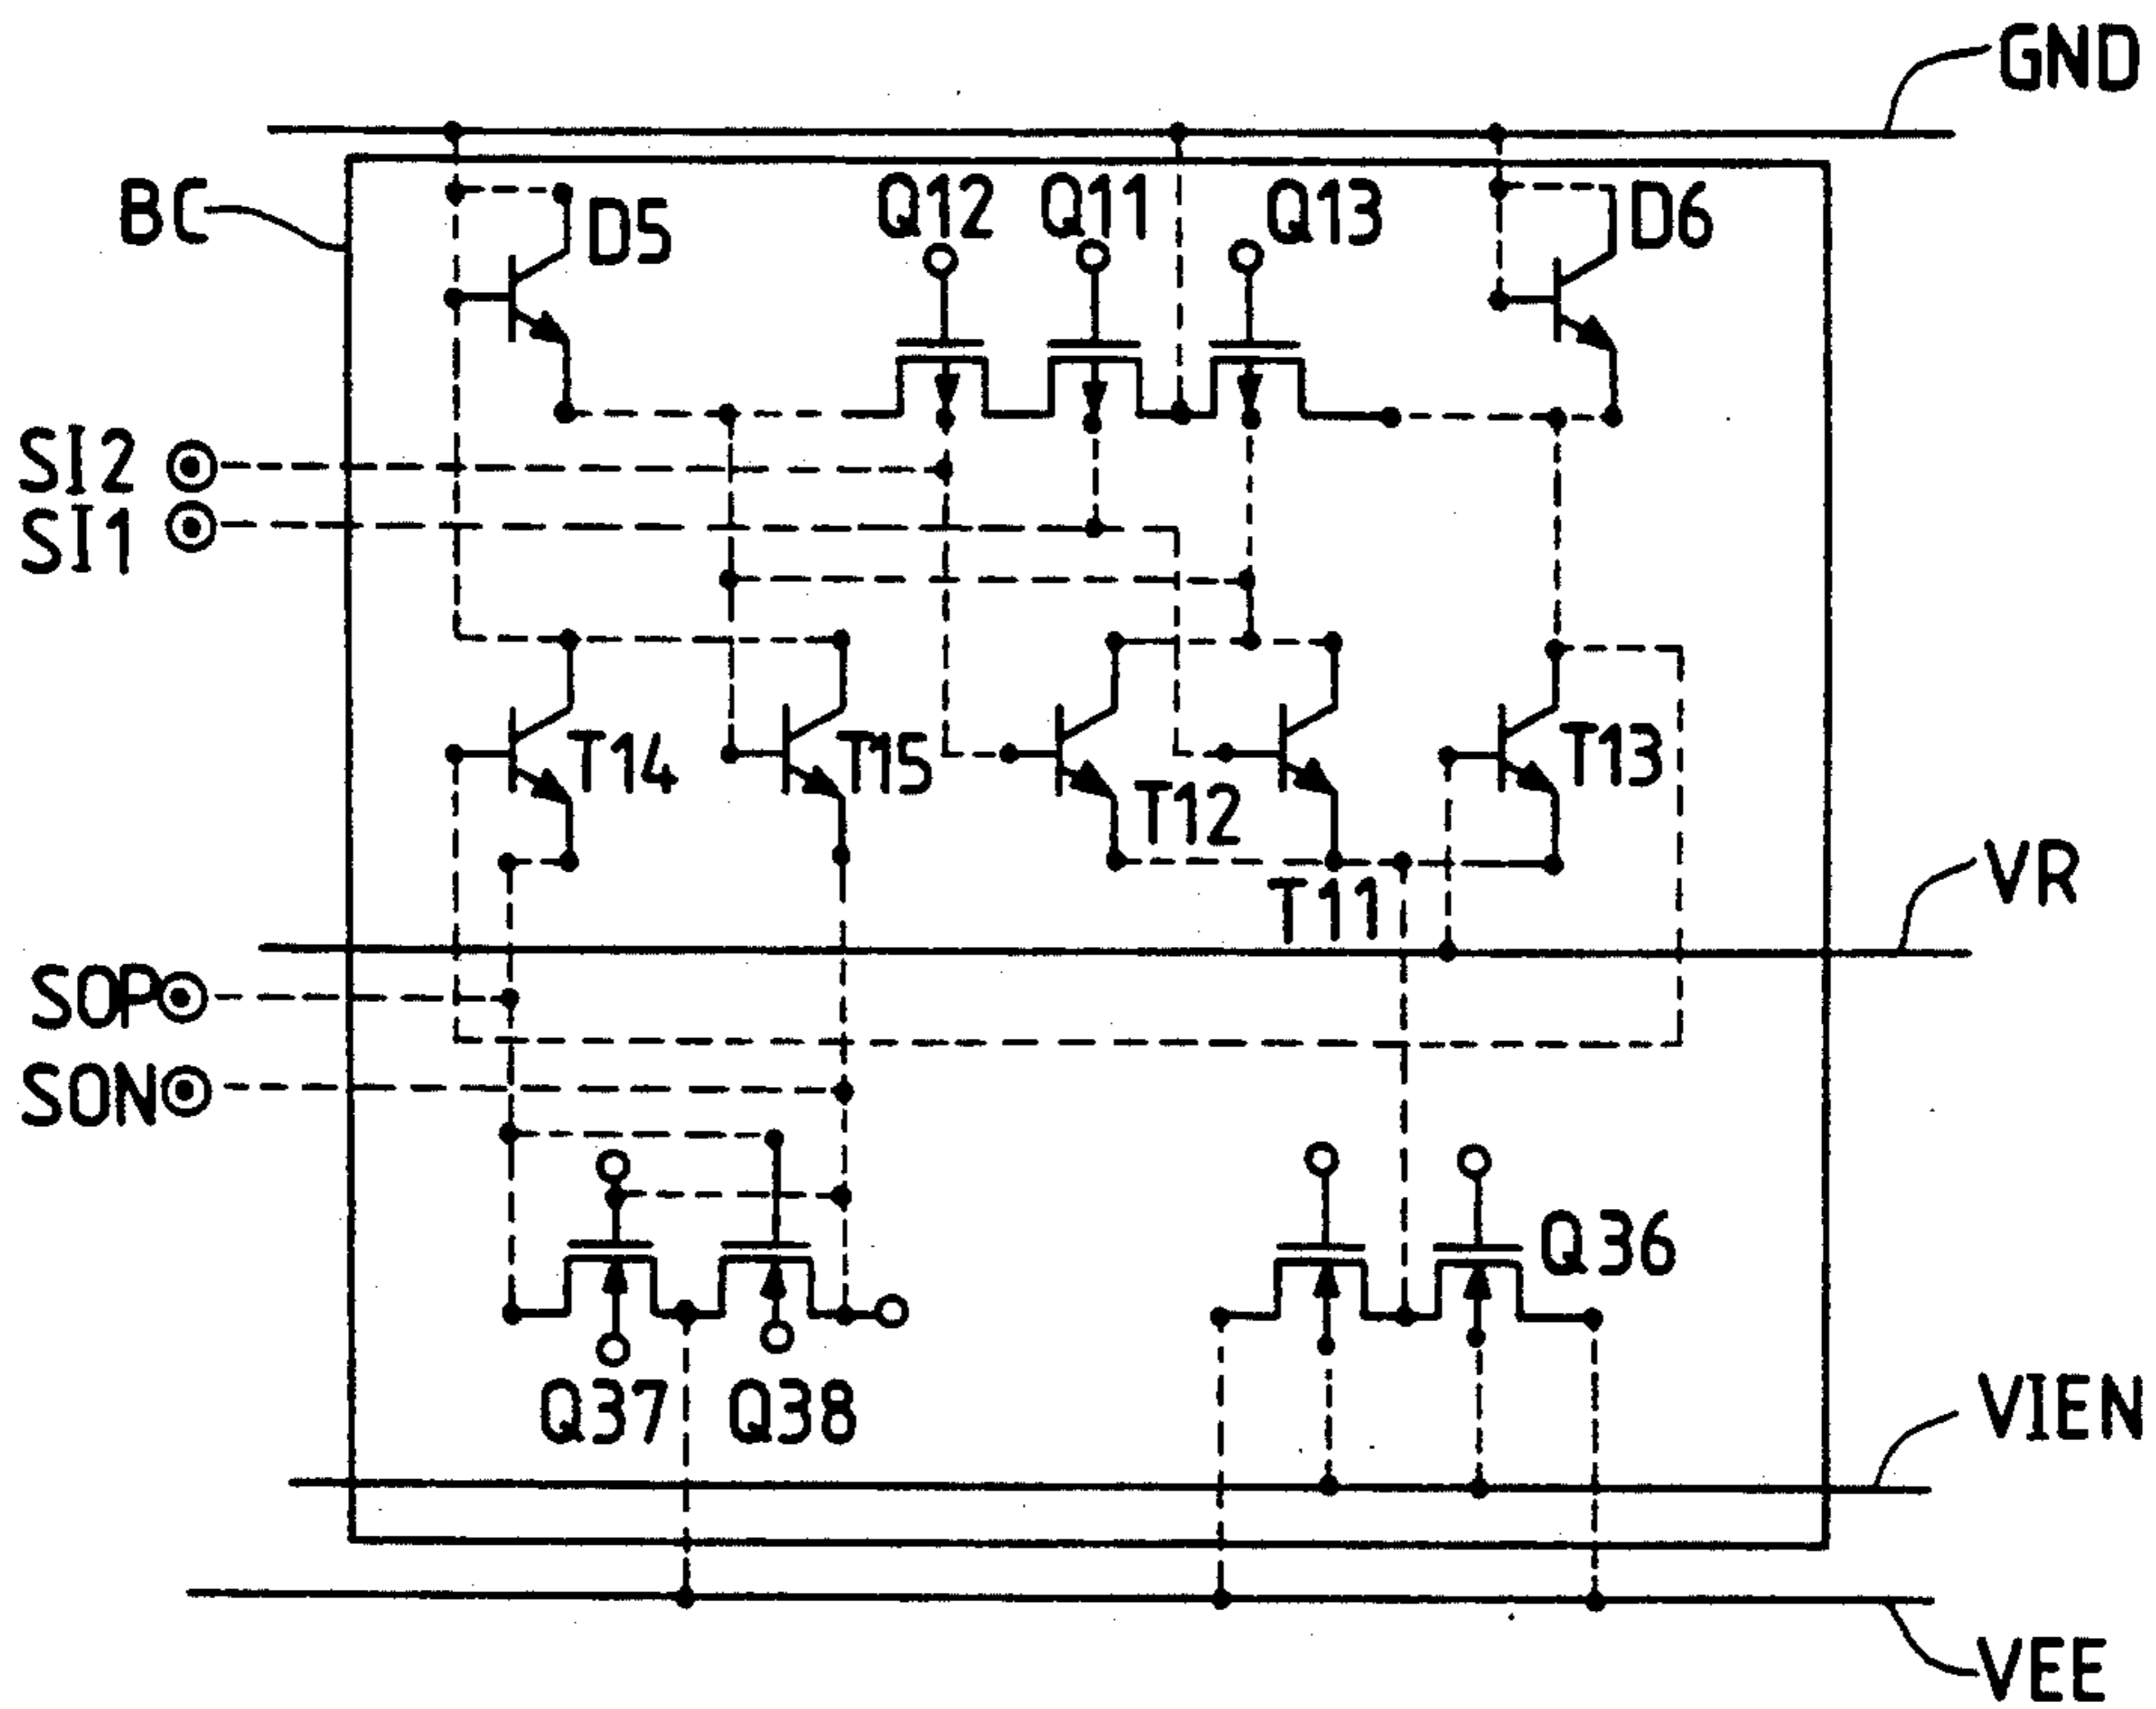 GND
BC
D5
Q12
Q11
Q13
D6
SI2
SI1
T14
T15
T12
T11
T13
VR
SOP
SON
Q36
Q37
Q38
VIEN
VEE